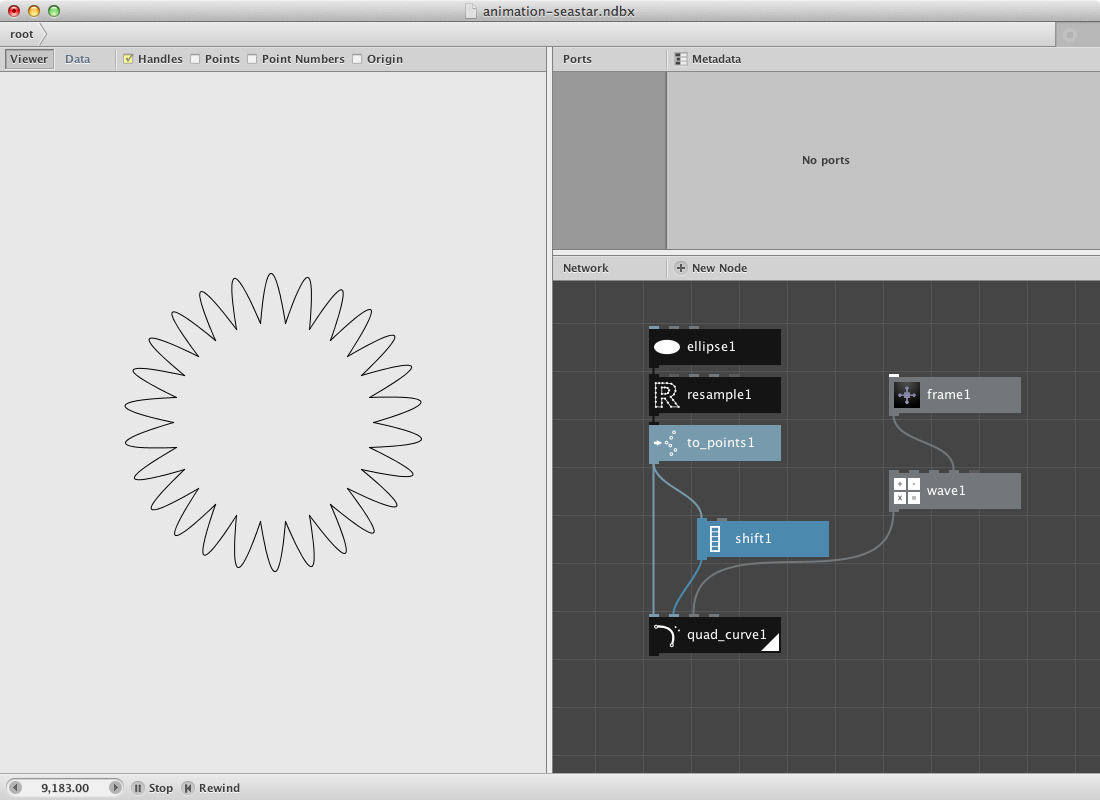 animation-seastar.ndbx
root
Viewer Data Handles Points Point Numbers Origin
Ports Metadata
No ports
Network New Node
ellipse1
resample1
frame1
to_points1
wave1
shift1
quad_curve1
9,183.00 Stop Rewind